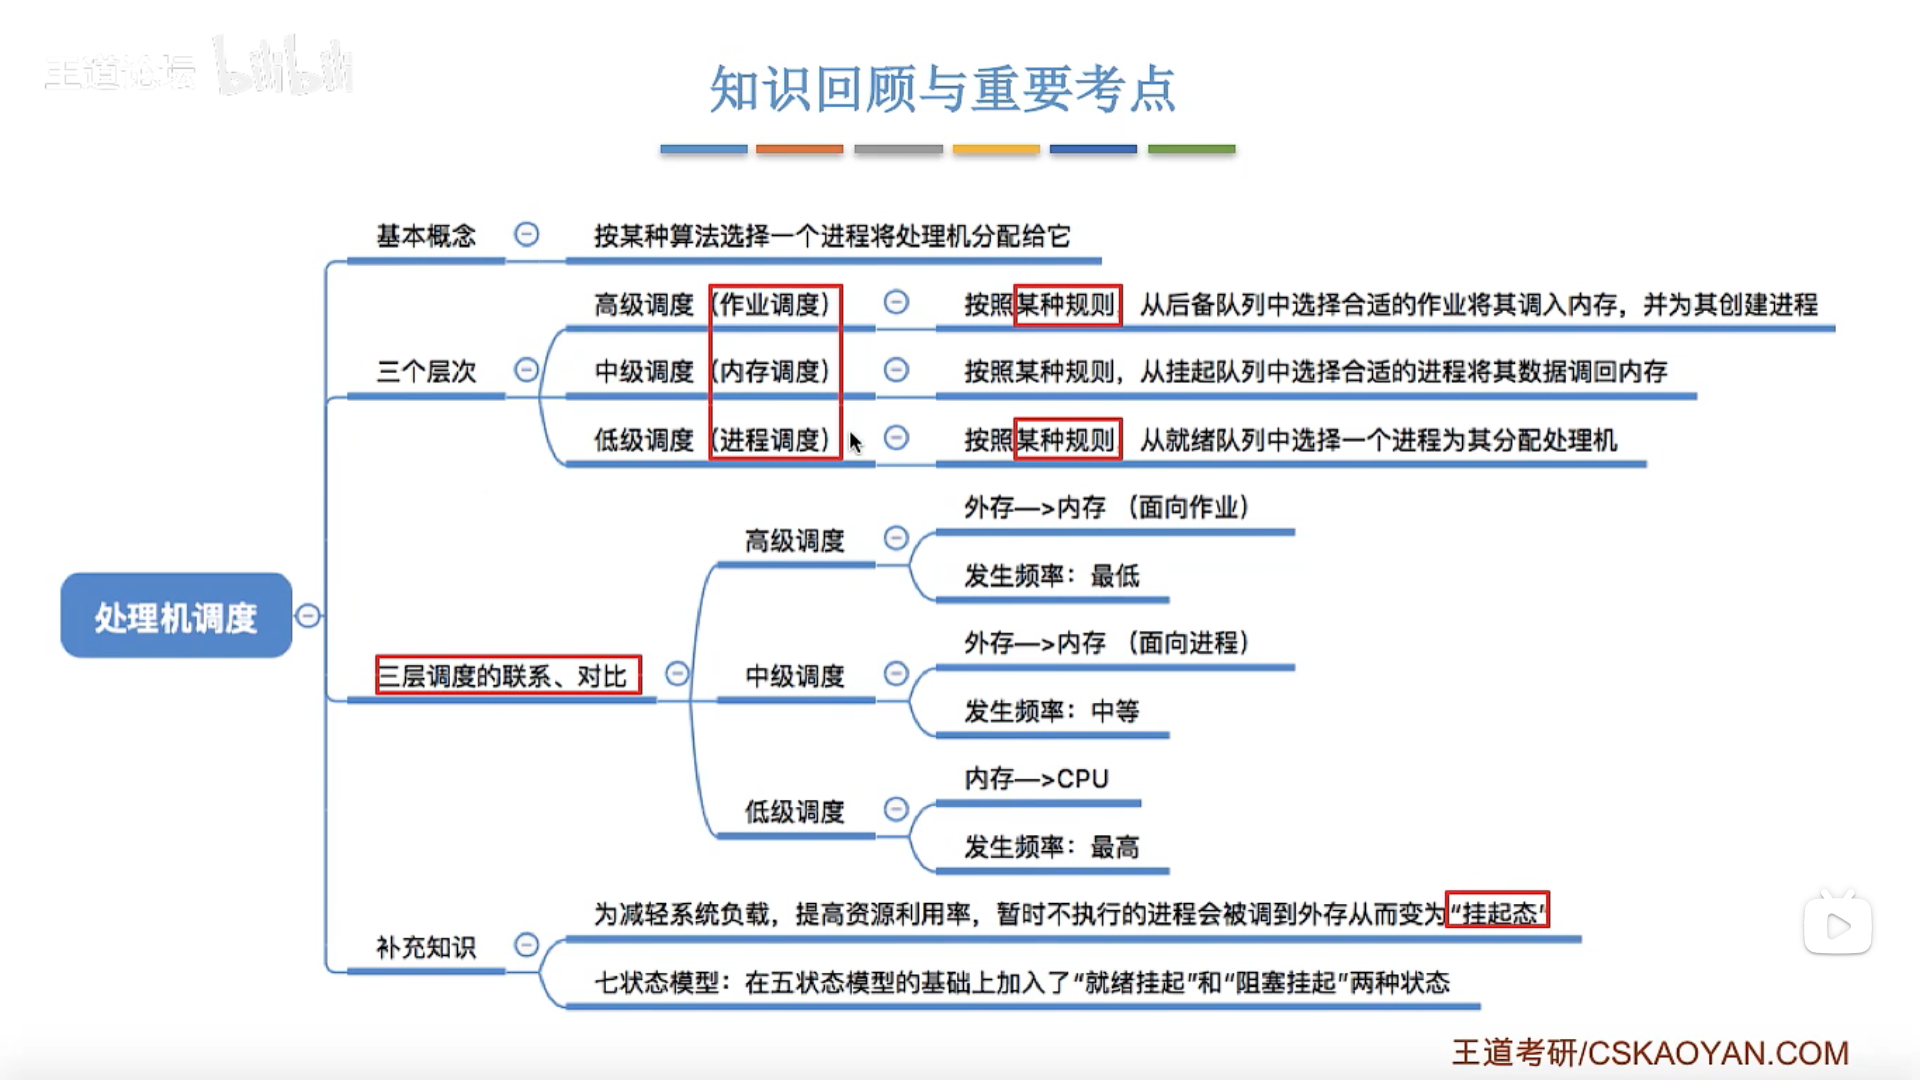 王道论坛 bilibili
知识回顾与重要考点
处理机调度
基本概念
按某种算法选择一个进程将处理机分配给它
三个层次
高级调度（作业调度）
按照某种规则，从后备队列中选择合适的作业将其调入内存，并为其创建进程
中级调度（内存调度）
按照某种规则，从挂起队列中选择合适的进程将其数据调回内存
低级调度（进程调度）
按照某种规则，从就绪队列中选择一个进程为其分配处理机
三层调度的联系、对比
高级调度
外存—>内存 （面向作业）
发生频率：最低
中级调度
外存—>内存 （面向进程）
发生频率：中等
低级调度
内存—>CPU
发生频率：最高
补充知识
为减轻系统负载，提高资源利用率，暂时不执行的进程会被调到外存从而变为“挂起态”
七状态模型：在五状态模型的基础上加入了“就绪挂起”和“阻塞挂起”两种状态
王道考研/CSKAOYAN.COM